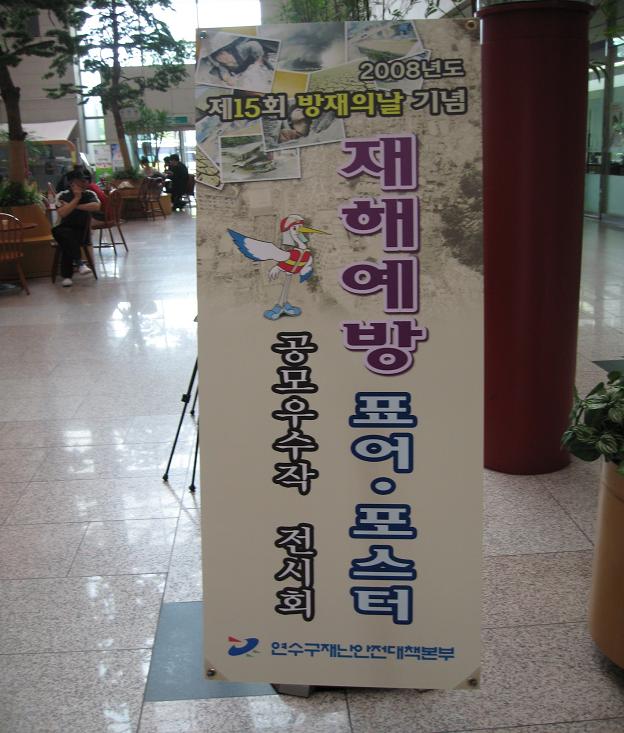 2008년도
제15회 방재의날 기념
재해예방 표어·포스터
공모우수작 전시회
연수구재난안전대책본부